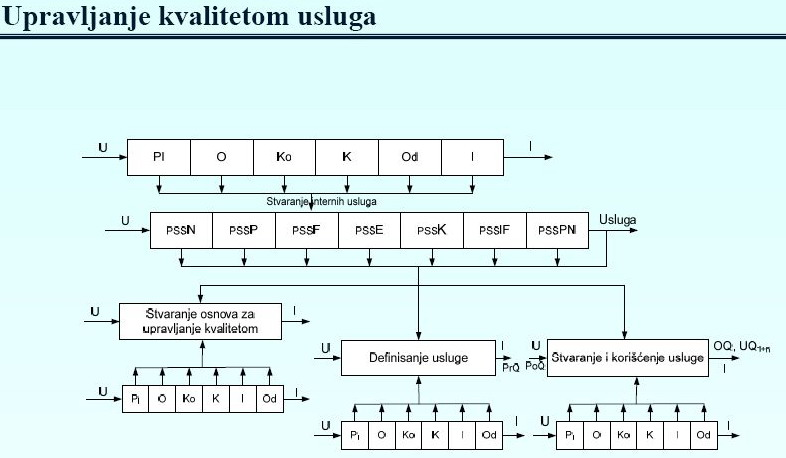 Upravljanje kvalitetom usluga
U Pl O Ko K Od I I
Stvaranje internih usluga
U PSSN PSSP PSSF PSSE PSSK PSSIF PSSPNI Usluga
U Stvaranje osnova za I
upravljanje kvalitetom
U Definisanje usluge I
PrQ
U Stvaranje i korišćenje usluge OQ, UQ1+n
PoQ I
U Pl O Ko K I Od I
U Pl O Ko K I Od I
U Pl O Ko K I Od I